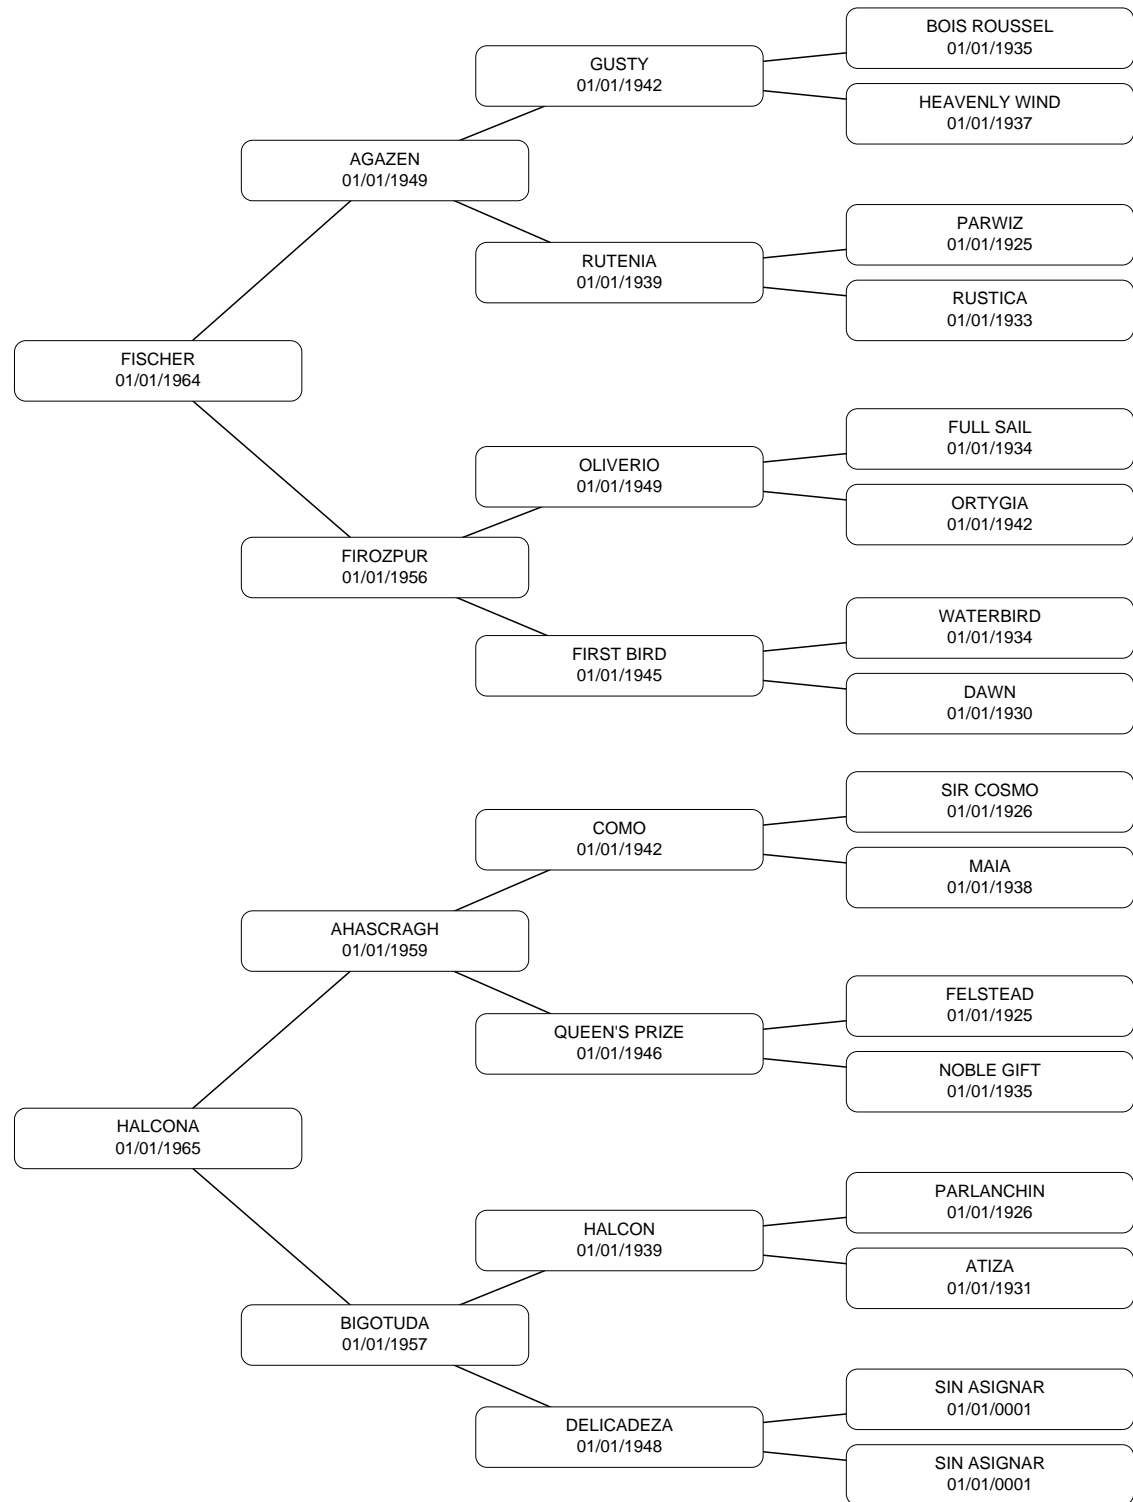 BOIS ROUSSEL
01/01/1935
GUSTY
01/01/1942
HEAVENLY WIND
01/01/1937
AGAZEN
01/01/1949
PARWIZ
01/01/1925
RUTENIA
01/01/1939
RUSTICA
01/01/1933
FISCHER
01/01/1964
FULL SAIL
01/01/1934
OLIVERIO
01/01/1949
ORTYGIA
01/01/1942
FIROZPUR
01/01/1956
WATERBIRD
01/01/1934
FIRST BIRD
01/01/1945
DAWN
01/01/1930
SIR COSMO
01/01/1926
COMO
01/01/1942
MAIA
01/01/1938
AHASCRAGH
01/01/1959
FELSTEAD
01/01/1925
QUEEN'S PRIZE
01/01/1946
NOBLE GIFT
01/01/1935
HALCONA
01/01/1965
PARLANCHIN
01/01/1926
HALCON
01/01/1939
ATIZA
01/01/1931
BIGOTUDA
01/01/1957
SIN ASIGNAR
01/01/0001
DELICADEZA
01/01/1948
SIN ASIGNAR
01/01/0001